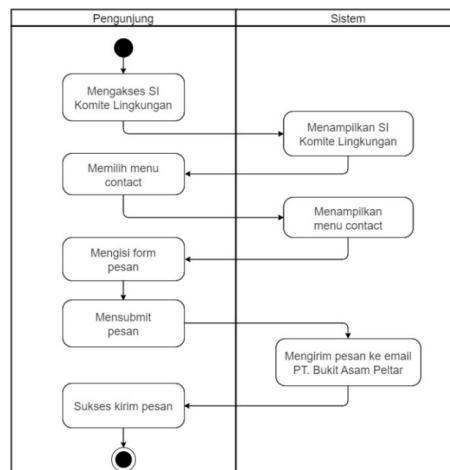 Pengunjung
Sistem
Mengakses SI
Komite Lingkungan
Menampilkan SI
Komite Lingkungan
Memilih menu
contact
Menampilkan
menu contact
Mengisi form
pesan
Mensubmit
pesan
Mengirim pesan ke email
PT. Bukit Asam Peltar
Sukses kirim pesan